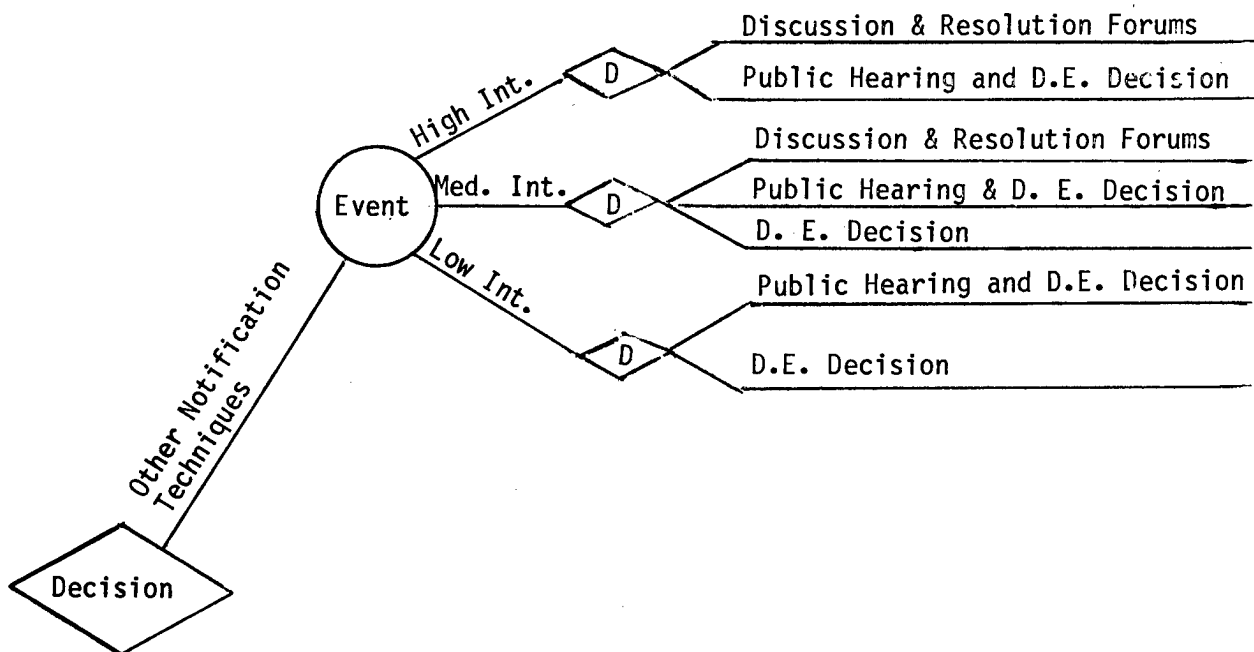 Discussion & Resolution Forums
D
Public Hearing and D.E. Decision
High Int.
Discussion & Resolution Forums
Med. Int.
D
Public Hearing & D. E. Decision
Event
D. E. Decision
Low Int.
Public Hearing and D.E. Decision
D
D.E. Decision
Other Notification
Techniques
Decision